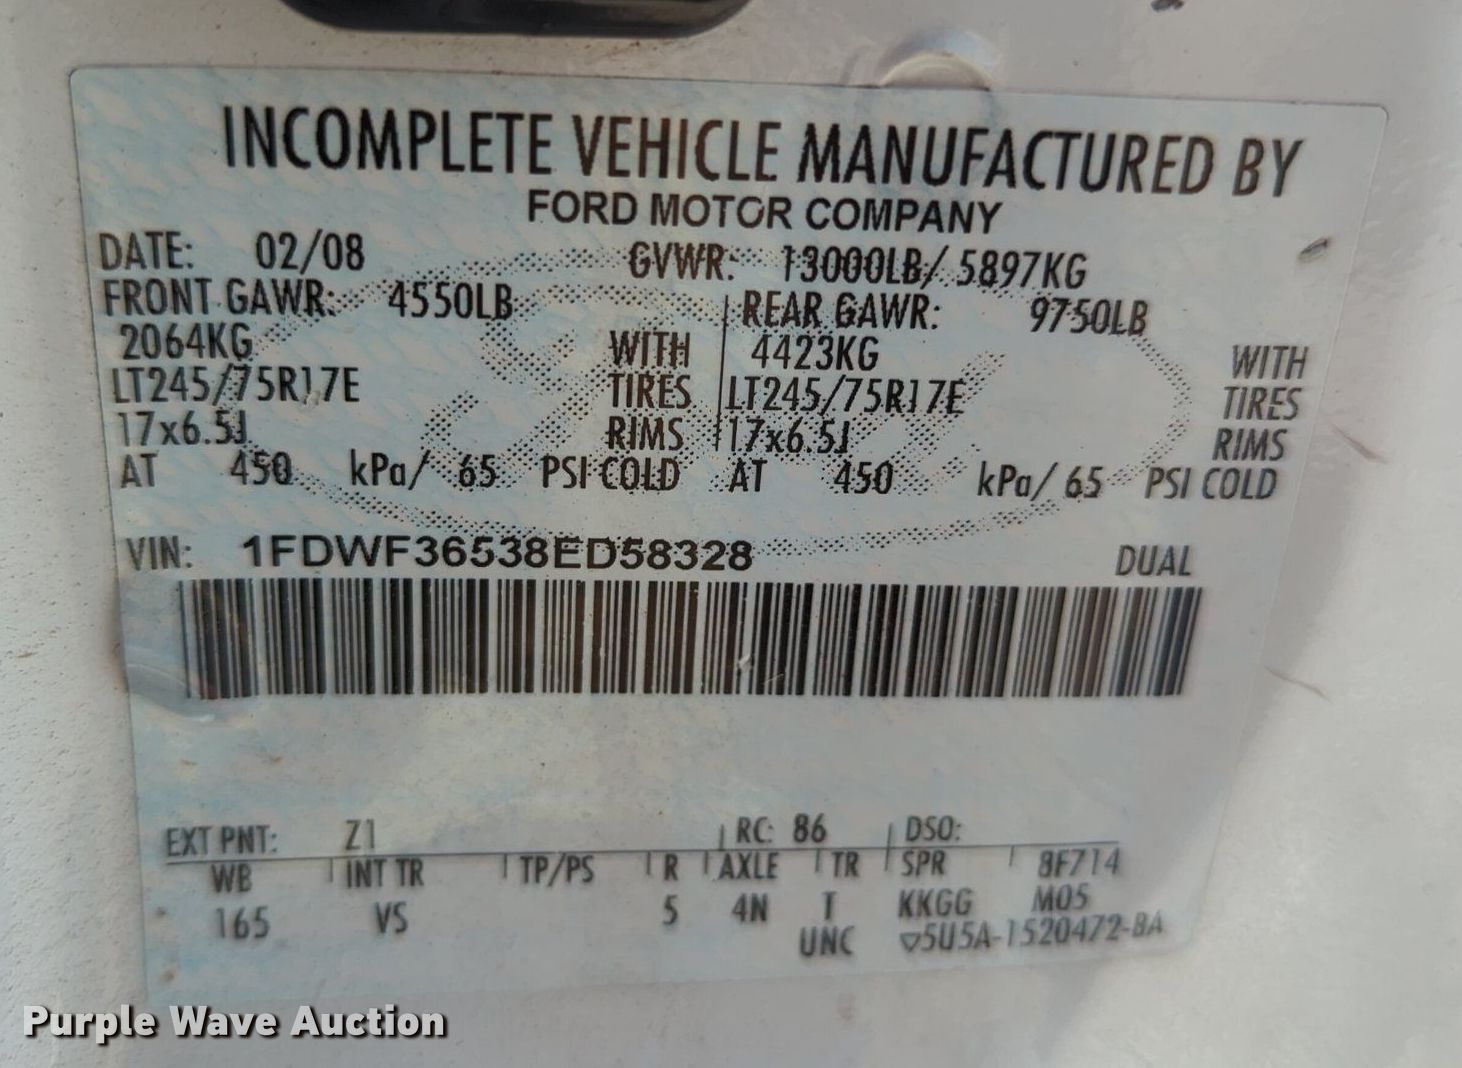 INCOMPLETE VEHICLE MANUFACTURED BY
FORD MOTOR COMPANY
DATE: 02/08 GVWR: 13000LB/ 5897KG
FRONT GAWR: 4550LB REAR GAWR: 9750LB
2064KG WITH 4423KG WITH
LT245/75R17E TIRES LT245/75R17E TIRES
17x6.5J RIMS 17x6.5J RIMS
AT 450 kPa/ 65 PSI COLD AT 450 kPa/ 65 PSI COLD
VIN: 1FDWF36538ED58328 DUAL
EXT PNT: Z1 RC: 86 DSO:
WB INT TR TP/PS R AXLE TR SPR 8F714
165 VS 5 4N T KKGG M05
UNC ▽5U5A-1520472-BA
Purple Wave Auction